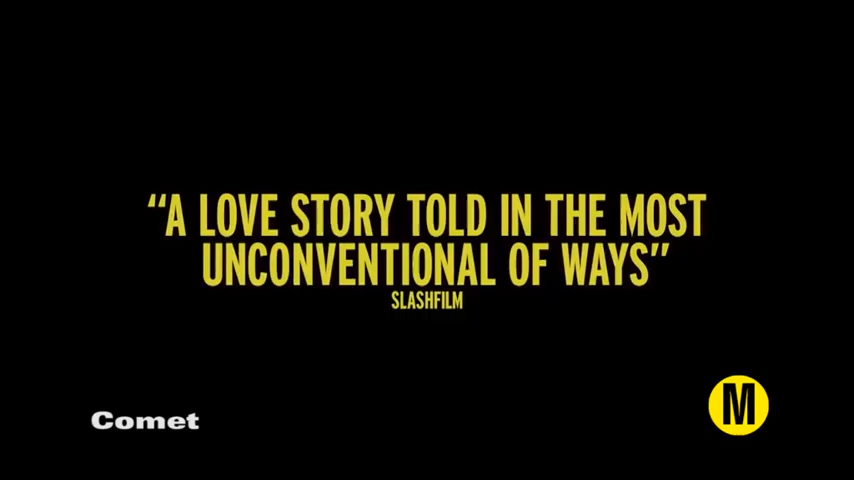 “A LOVE STORY TOLD IN THE MOST
UNCONVENTIONAL OF WAYS”
SLASHFILM
Comet
M